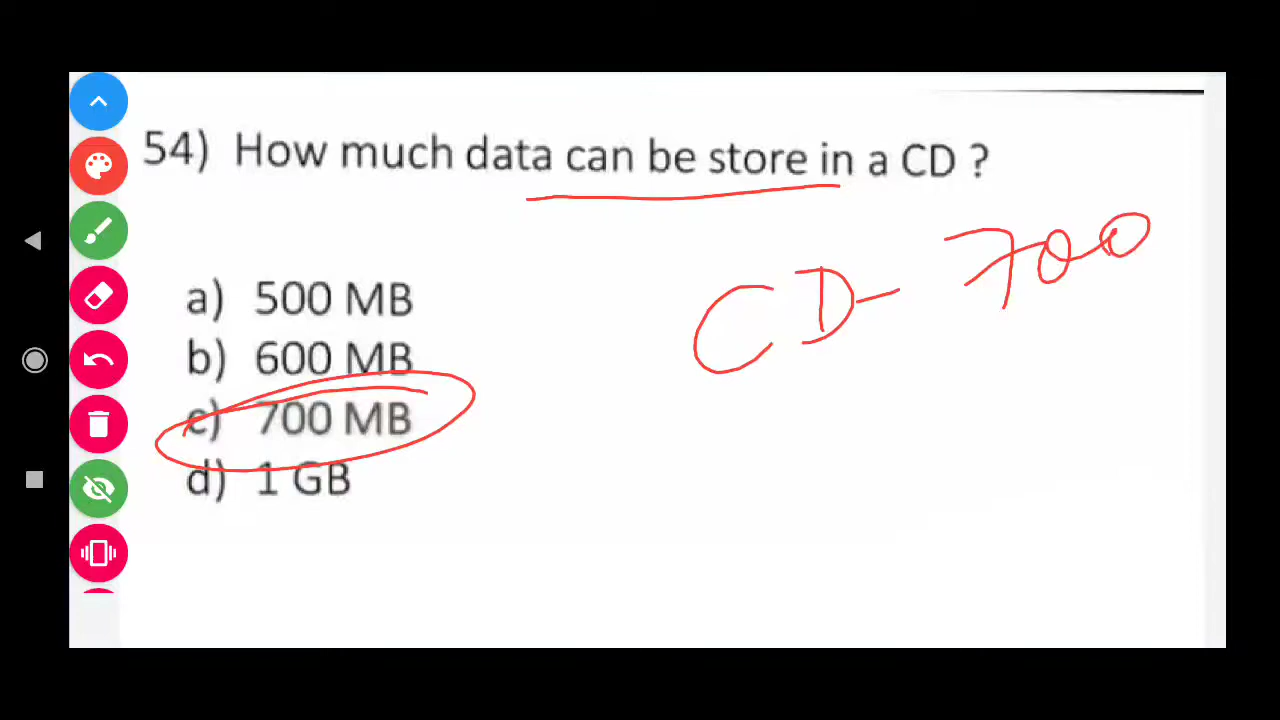 54) How much data can be store in a CD ?
CD- 700
a) 500 MB
b) 600 MB
c) 700 MB
d) 1 GB